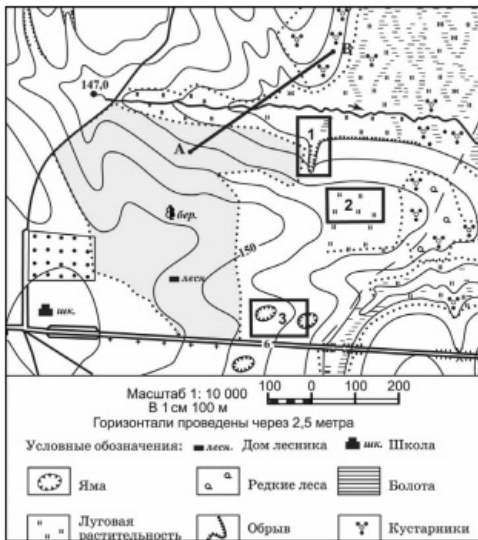 147,0
B
A
1
2
бер.
150
лесн.
3
шк.
6
Масштаб 1: 10 000
В 1 см 100 м
100 0 100 200
Горизонтали проведены через 2,5 метра
Условные обозначения: лесн. Дом лесника шк. Школа
Яма Редкие леса Болота
Луговая растительность Обрыв Кустарники